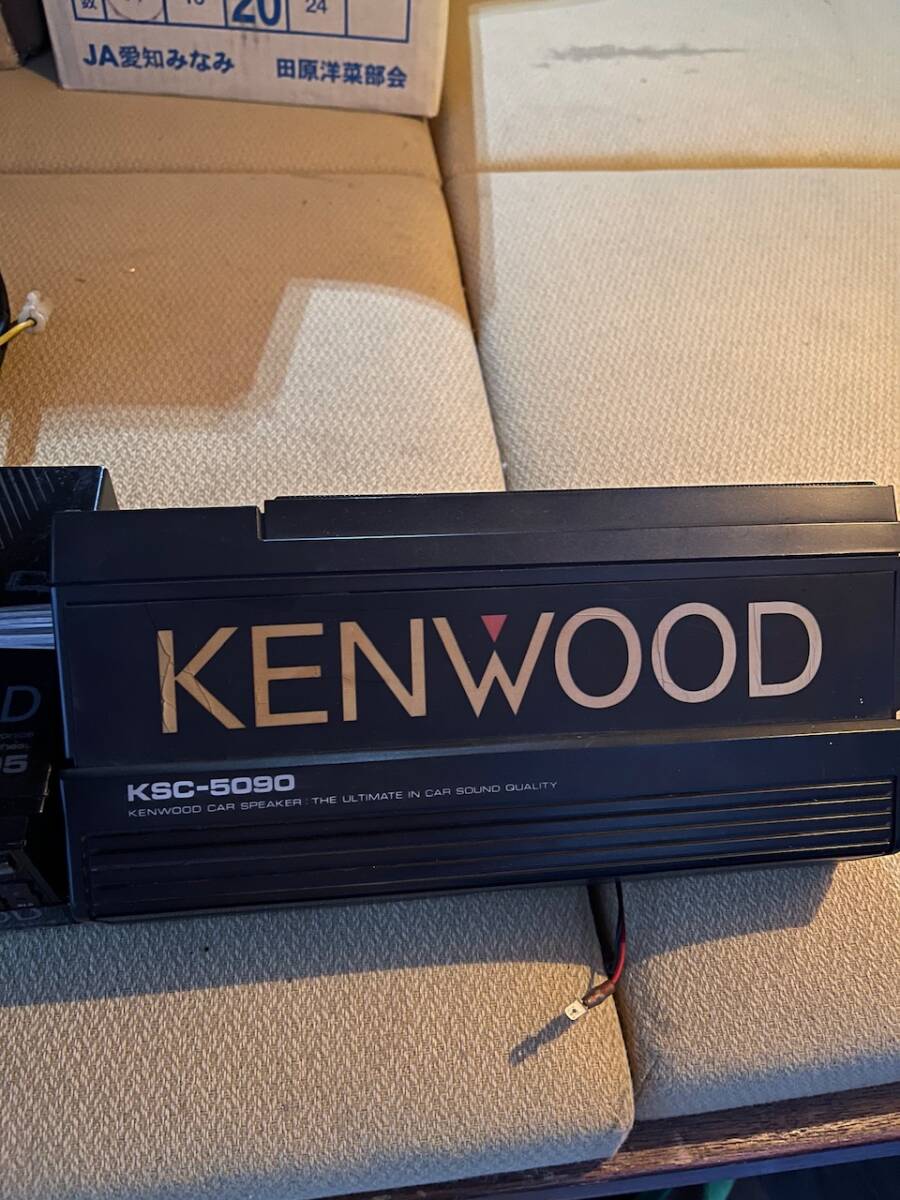 数 20 24
JA愛知みなみ 田原洋菜部会
KENWOOD
KSC-5090
KENWOOD CAR SPEAKER : THE ULTIMATE IN CAR SOUND QUALITY